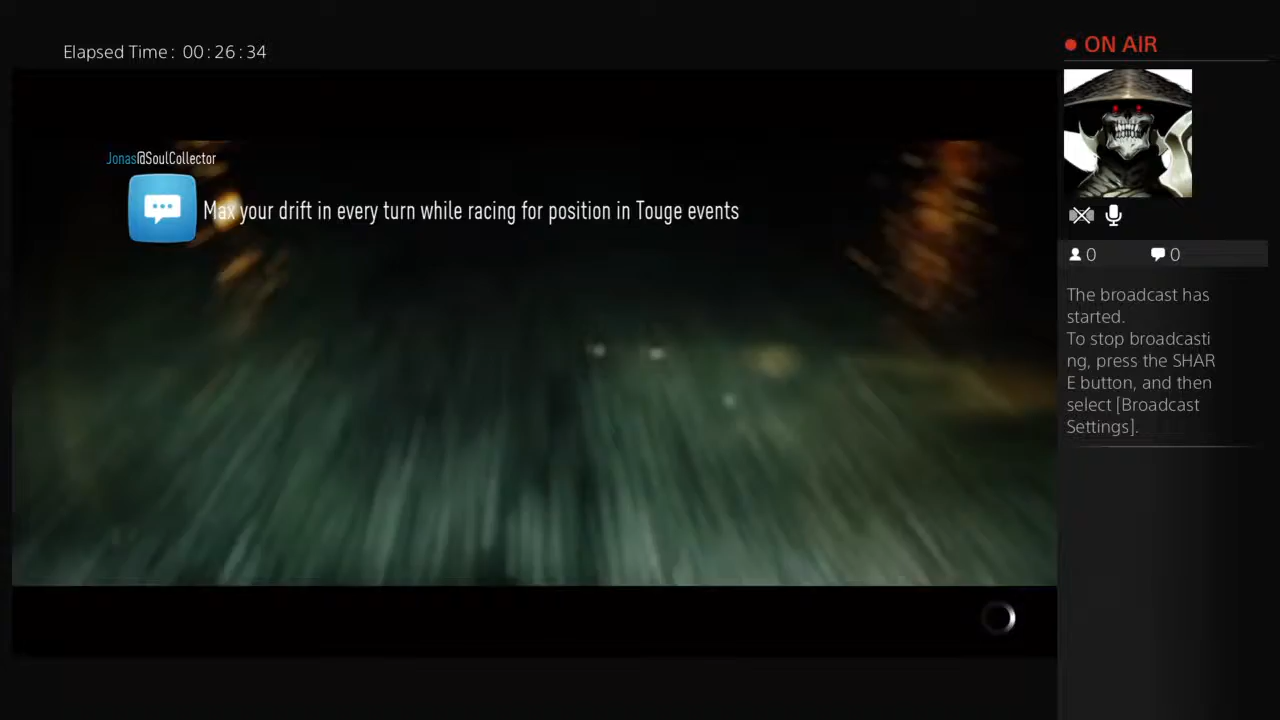 Elapsed Time: 00:26:34
ON AIR
Jonas@SoulCollector
Max your drift in every turn while racing for position in Touge events
0 0
The broadcast has
started.
To stop broadcasti
ng, press the SHAR
E button, and then
select [Broadcast
Settings].